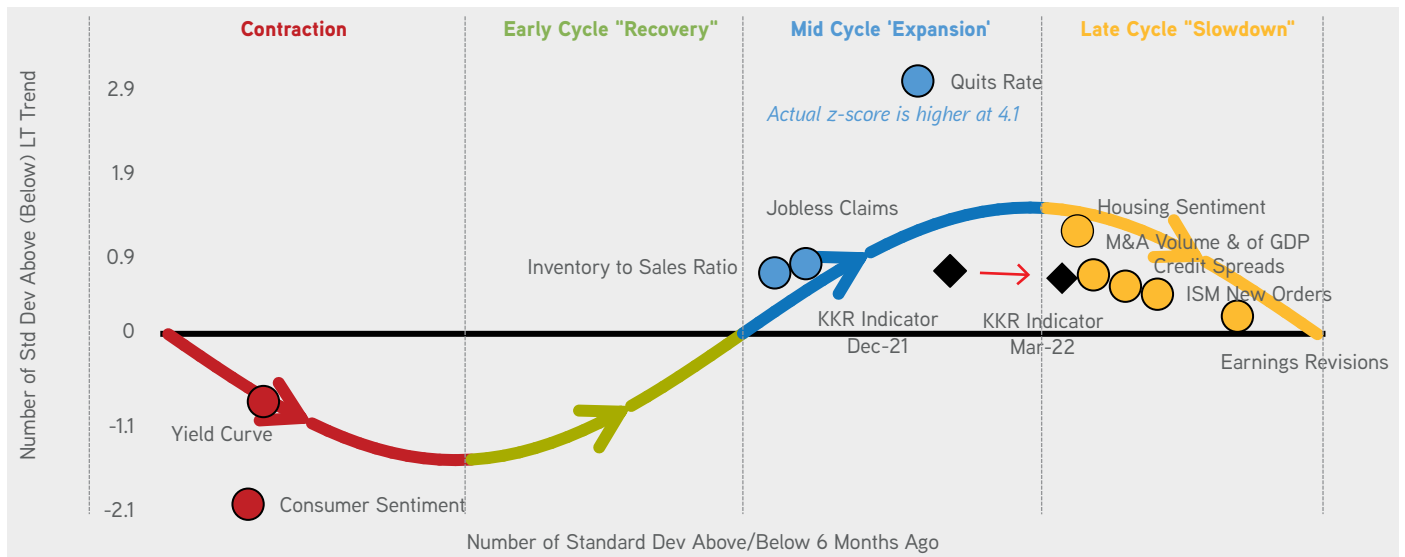 Contraction
Early Cycle "Recovery"
Mid Cycle 'Expansion'
Late Cycle "Slowdown"
Number of Std Dev Above (Below) LT Trend
2.9
1.9
0.9
0
-1.1
-2.1
Quits Rate
Actual z-score is higher at 4.1
Jobless Claims
Housing Sentiment
M&A Volume & of GDP
Inventory to Sales Ratio
Credit Spreads
ISM New Orders
KKR Indicator
Dec-21
KKR Indicator
Mar-22
Earnings Revisions
Yield Curve
Consumer Sentiment
Number of Standard Dev Above/Below 6 Months Ago